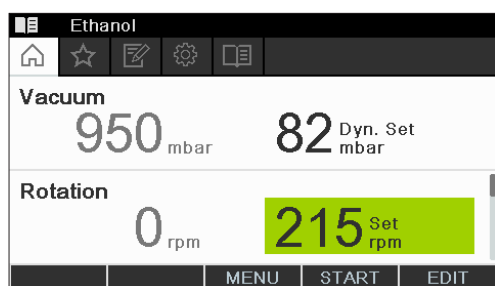 Ethanol
Vacuum
950 mbar
82 Dyn. Set mbar
Rotation
0 rpm
215 Set rpm
MENU START EDIT